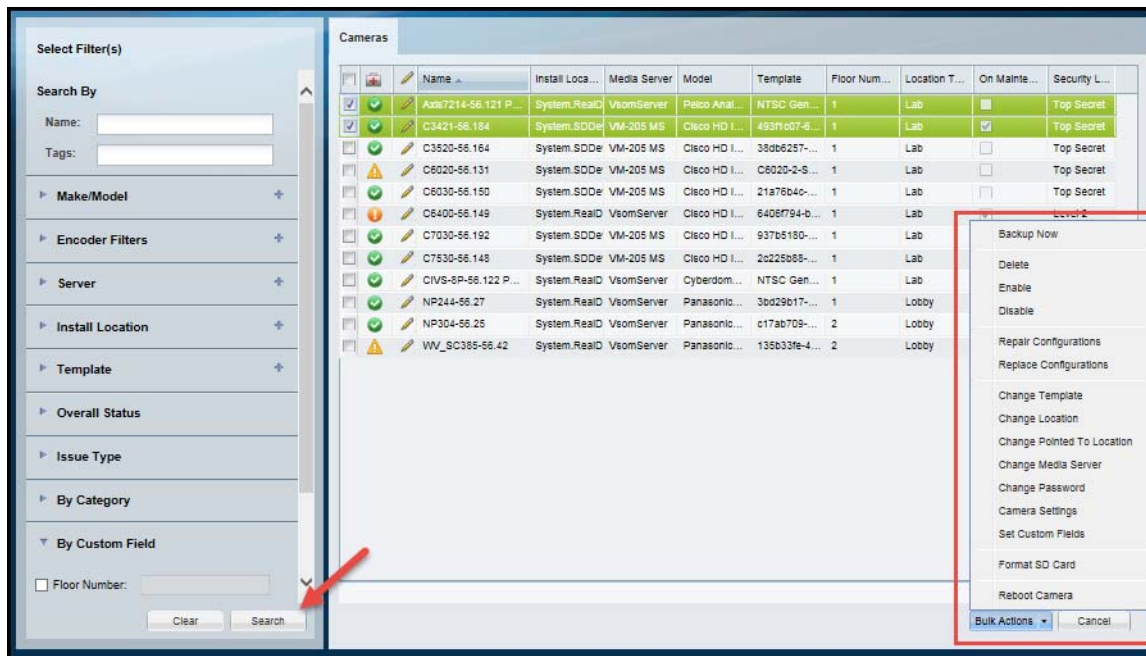 Select Filter(s)
Search By
Name:
Tags:
Make/Model
Encoder Filters
Server
Install Location
Template
Overall Status
Issue Type
By Category
By Custom Field
Floor Number:
Clear Search
Cameras
Name Install Loca... Media Server Model Template Floor Num... Location T... On Mainte... Security L...
Axis7214-56.121 P... System.RealD VsomServer Pelco Anal... NTSC Gen... 1 Lab Top Secret
C3421-56.184 System.SDDe VM-205 MS Cisco HD I... 493f1c07-6... 1 Lab Top Secret
C3520-56.164 System.SDDe VM-205 MS Cisco HD I... 38db6257-... 1 Lab Top Secret
C6020-56.131 System.SDDe VM-205 MS Cisco HD I... C6020-2-S... 1 Lab Top Secret
C6030-56.150 System.SDDe VM-205 MS Cisco HD I... 21a76b4c-... 1 Lab Top Secret
C6400-56.149 System.RealD VsomServer Cisco HD I... 6406f794-b... 1 Lab Level 2
C7030-56.192 System.SDDe VM-205 MS Cisco HD I... 937b5180-... 1 Lab
C7530-56.148 System.SDDe VM-205 MS Cisco HD I... 2c225b88-... 1 Lab
CIVS-8P-56.122 P... System.RealD VsomServer Cyberdom... NTSC Gen... 1 Lab
NP244-56.27 System.RealD VsomServer Panasonic... 3bd29b17-... 1 Lobby
NP304-56.25 System.RealD VsomServer Panasonic... c17ab709-... 2 Lobby
WV_SC385-56.42 System.RealD VsomServer Panasonic... 135b33fe-4... 2 Lobby
Backup Now
Delete
Enable
Disable
Repair Configurations
Replace Configurations
Change Template
Change Location
Change Pointed To Location
Change Media Server
Change Password
Camera Settings
Set Custom Fields
Format SD Card
Reboot Camera
Bulk Actions Cancel